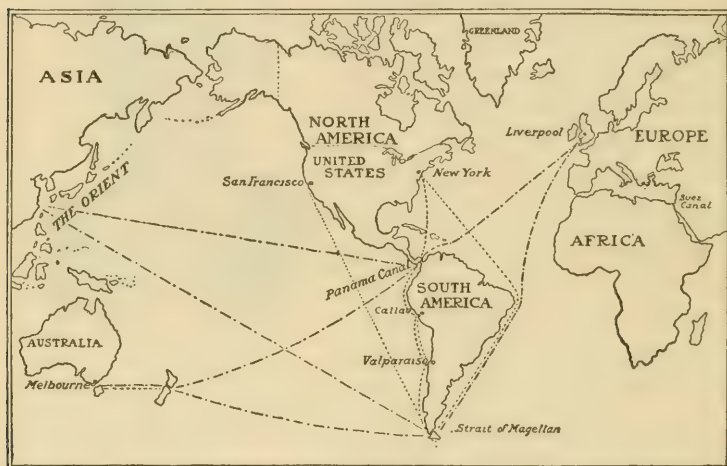 GREENLAND
ASIA
NORTH
AMERICA
UNITED
STATES
San Francisco
New York
Liverpool
EUROPE
Suez
Canal
THE ORIENT
AFRICA
Panama Canal
SOUTH
AMERICA
Callao
AUSTRALIA
Valparaiso
Melbourne
Strait of Magellan